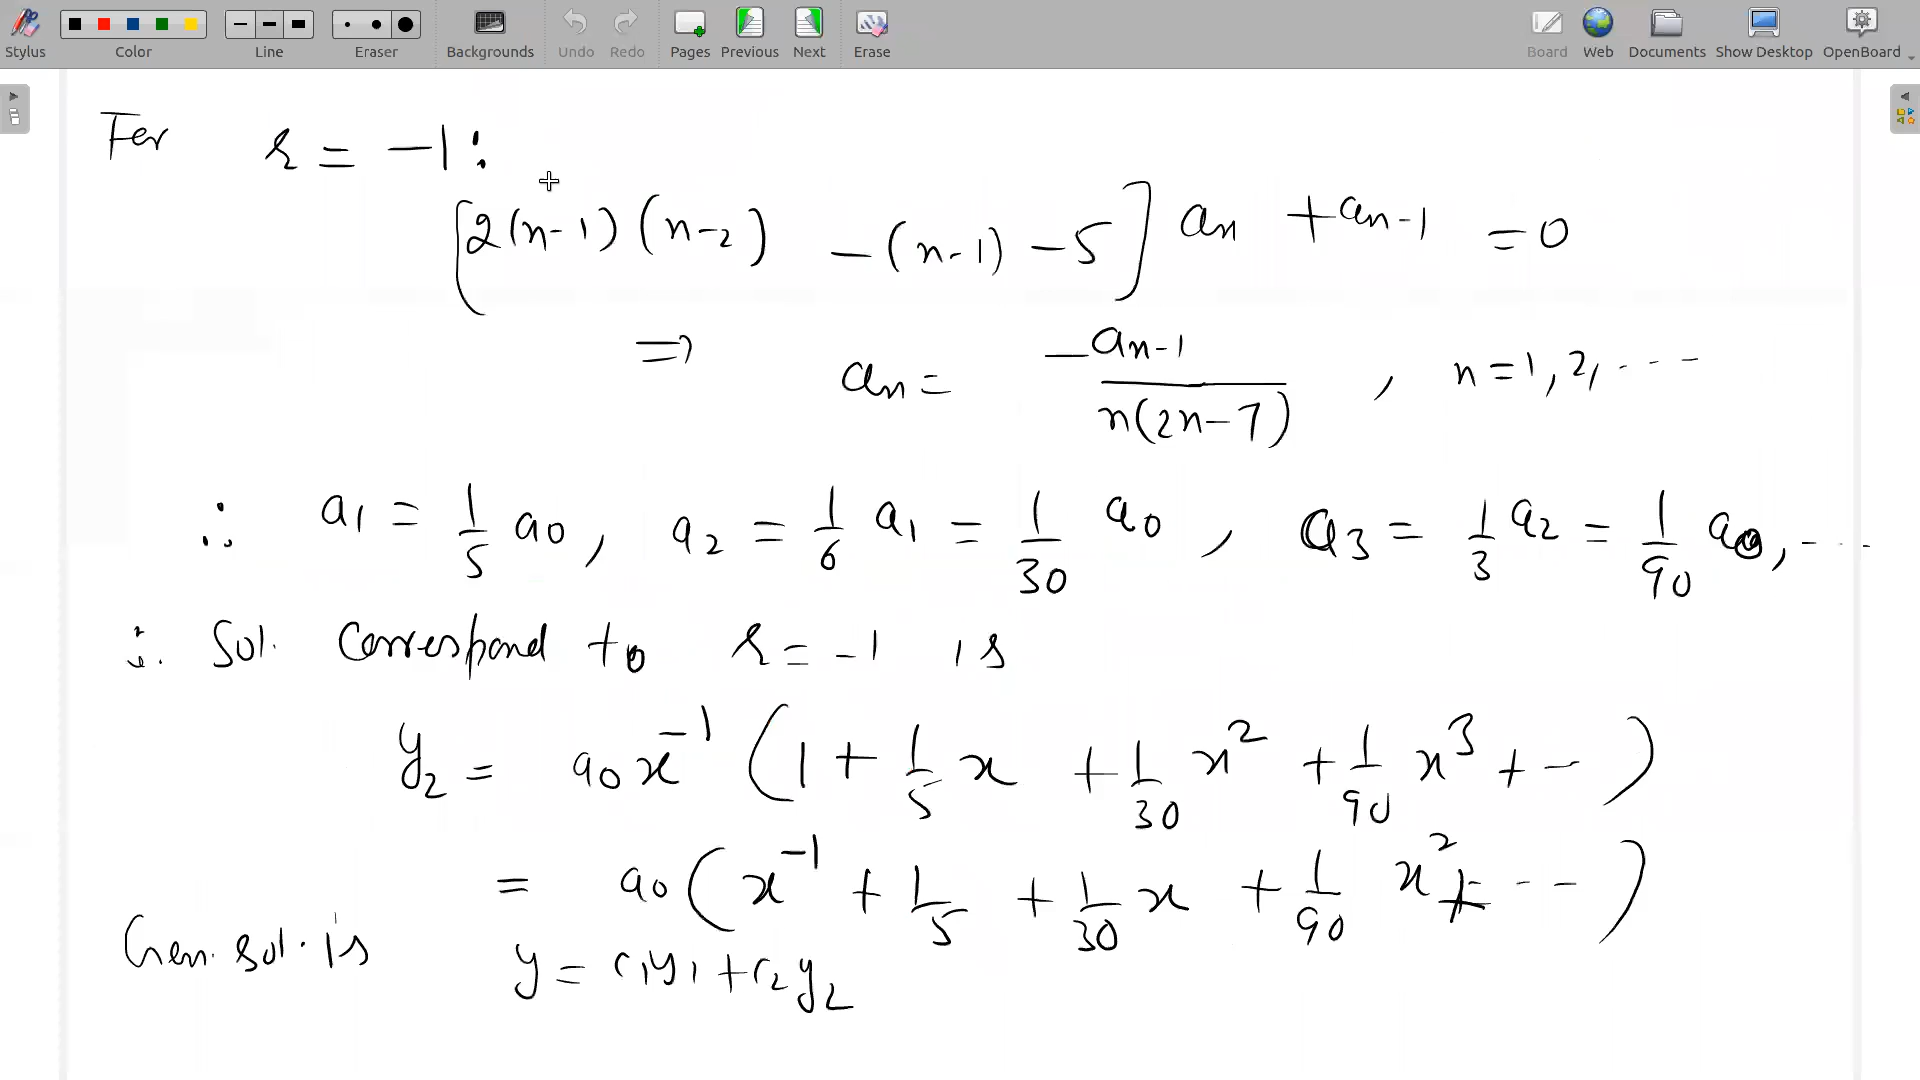 Stylus Color Line Eraser Backgrounds Undo Redo Pages Previous Next Erase Board Web Documents Show Desktop OpenBoard
For r = -1 :
[2(n-1)(n-2) - (n-1) - 5] an + an-1 = 0
⇒ an = -an-1 / n(2n-7) , n = 1, 2, ...
∴ a1 = 1/5 a0 , a2 = 1/6 a1 = 1/30 a0 , a3 = 1/3 a2 = 1/90 a0, ...
∴ Sol. correspond to r = -1 is
y2 = a0 x^-1 (1 + 1/5 x + 1/30 x^2 + 1/90 x^3 + --)
= a0 (x^-1 + 1/5 + 1/30 x + 1/90 x^2 + ---)
Gen. sol. is y = c1y1 + c2y2